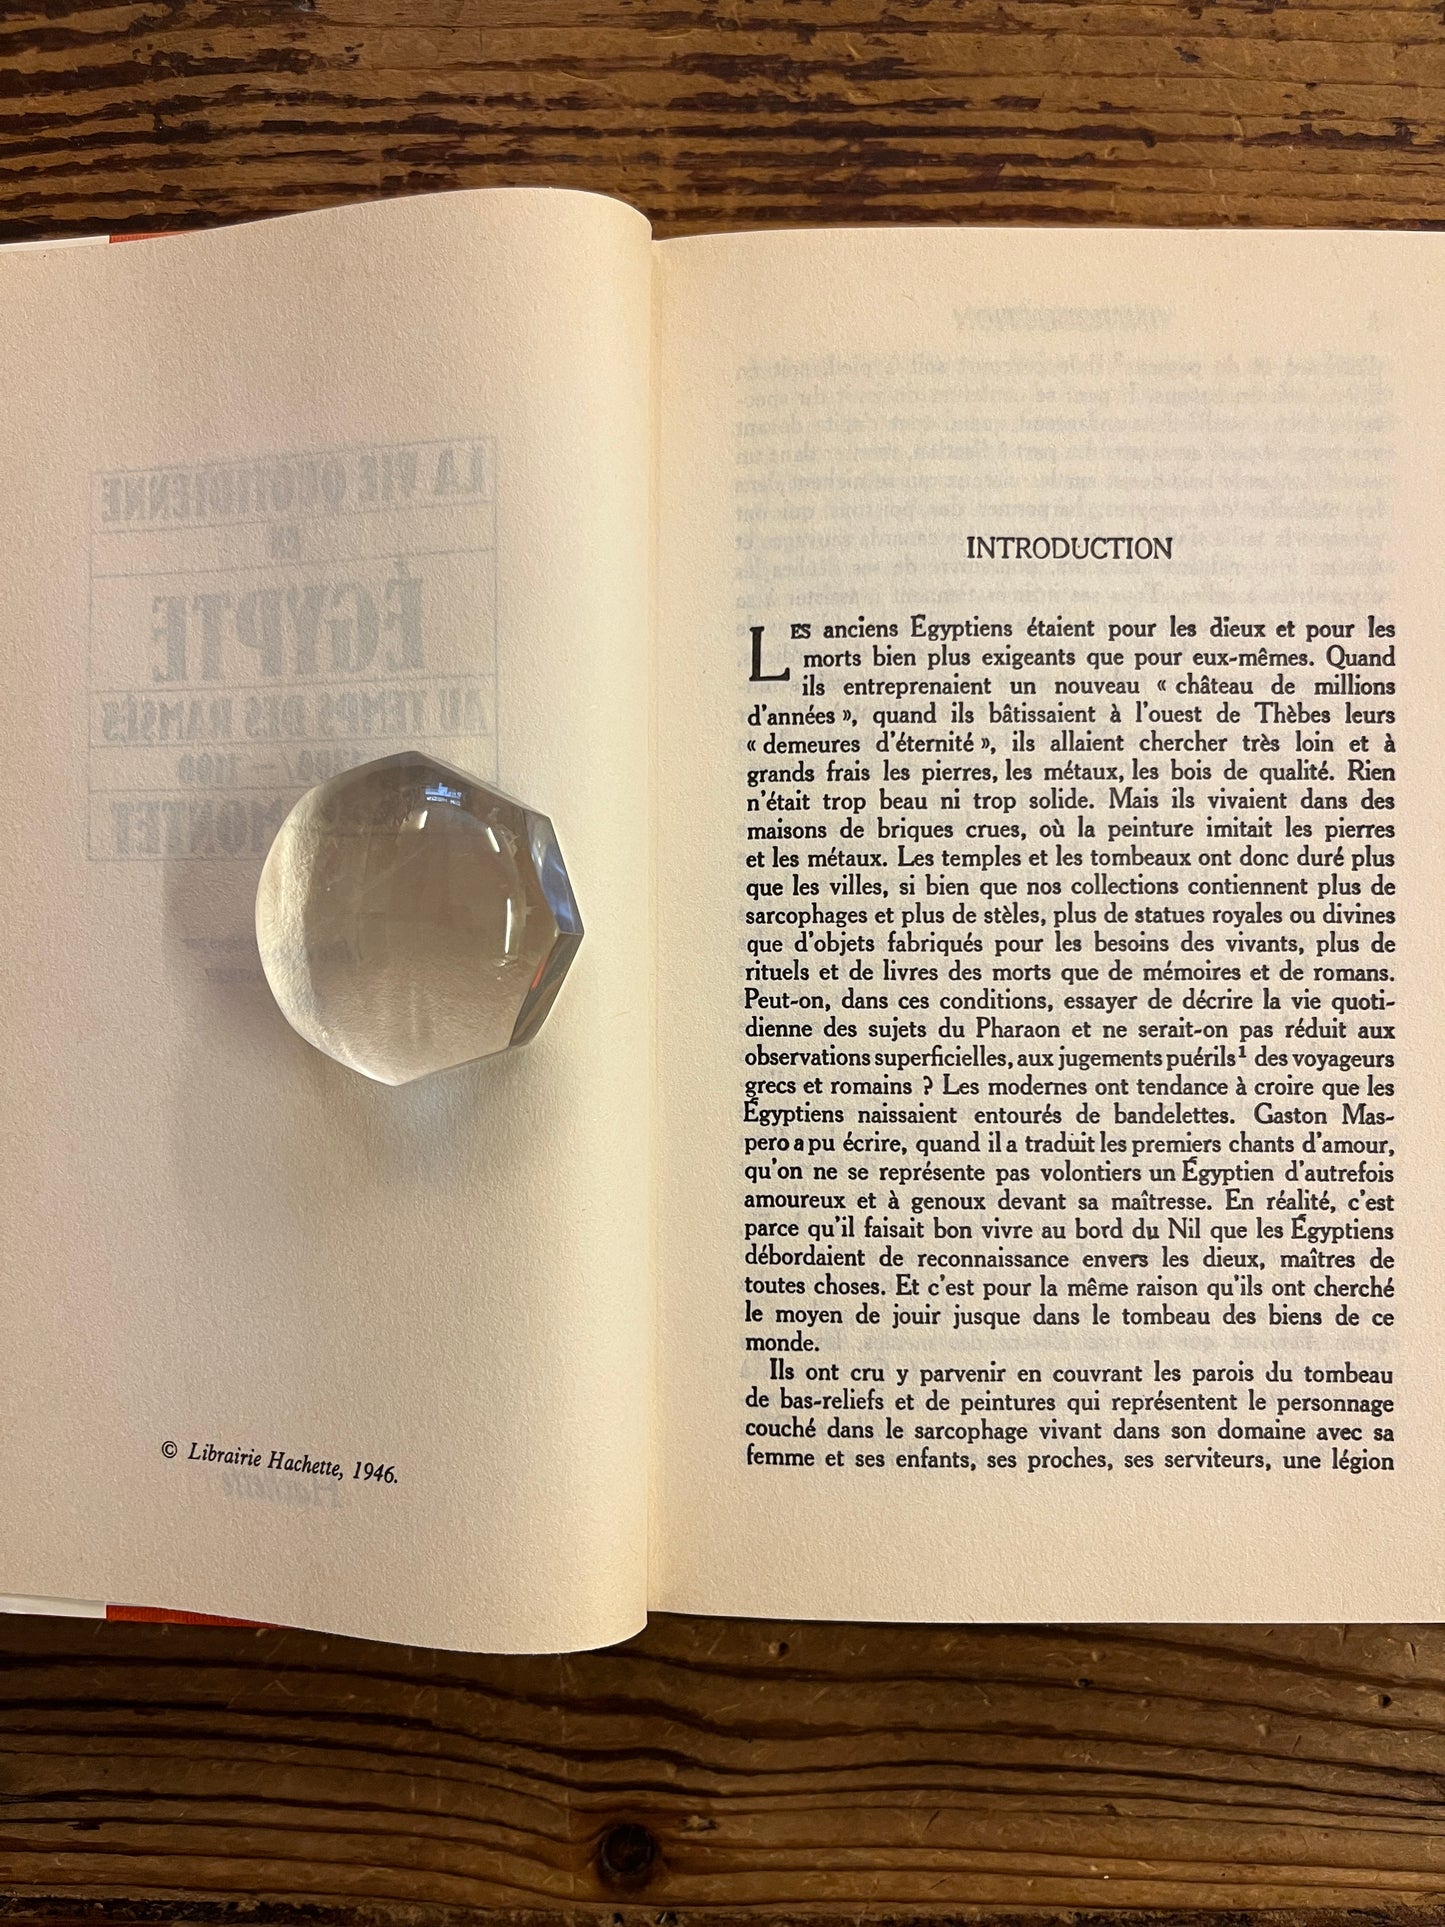 LA VIE QUOTIDIENNE
EN
ÉGYPTE
AU TEMPS DES RAMSÈS
1100
MONTET
© Librairie Hachette, 1946.
INTRODUCTION
LES anciens Égyptiens étaient pour les dieux et pour les
morts bien plus exigeants que pour eux-mêmes. Quand
ils entreprenaient un nouveau « château de millions
d'années », quand ils bâtissaient à l'ouest de Thèbes leurs
« demeures d'éternité », ils allaient chercher très loin et à
grands frais les pierres, les métaux, les bois de qualité. Rien
n'était trop beau ni trop solide. Mais ils vivaient dans des
maisons de briques crues, où la peinture imitait les pierres
et les métaux. Les temples et les tombeaux ont donc duré plus
que les villes, si bien que nos collections contiennent plus de
sarcophages et plus de stèles, plus de statues royales ou divines
que d'objets fabriqués pour les besoins des vivants, plus de
rituels et de livres des morts que de mémoires et de romans.
Peut-on, dans ces conditions, essayer de décrire la vie quoti-
dienne des sujets du Pharaon et ne serait-on pas réduit aux
observations superficielles, aux jugements puérils¹ des voyageurs
grecs et romains ? Les modernes ont tendance à croire que les
Égyptiens naissaient entourés de bandelettes. Gaston Mas-
pero a pu écrire, quand il a traduit les premiers chants d'amour,
qu'on ne se représente pas volontiers un Égyptien d'autrefois
amoureux et à genoux devant sa maîtresse. En réalité, c'est
parce qu'il faisait bon vivre au bord du Nil que les Égyptiens
débordaient de reconnaissance envers les dieux, maîtres de
toutes choses. Et c'est pour la même raison qu'ils ont cherché
le moyen de jouir jusque dans le tombeau des biens de ce
monde.
Ils ont cru y parvenir en couvrant les parois du tombeau
de bas-reliefs et de peintures qui représentent le personnage
couché dans le sarcophage vivant dans son domaine avec sa
femme et ses enfants, ses proches, ses serviteurs, une légion